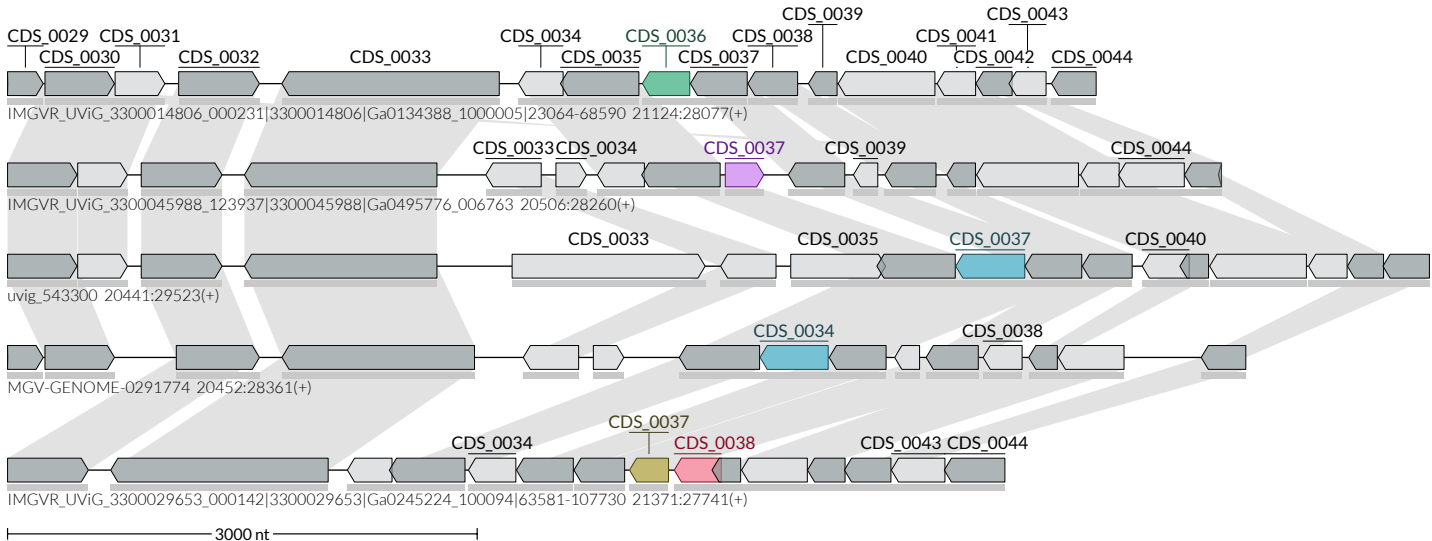 CDS_0039 CDS_0043
CDS_0029 CDS_0031 CDS_0034 CDS_0036 CDS_0038 CDS_0041
CDS_0030 CDS_0032 CDS_0033 CDS_0035 CDS_0037 CDS_0040 CDS_0042 CDS_0044
IMGVR_UViG_3300014806_000231|3300014806|Ga0134388_1000005|23064-68590 21124:28077(+)
CDS_0033 CDS_0034 CDS_0037 CDS_0039 CDS_0044
IMGVR_UViG_3300045988_123937|3300045988|Ga0495776_006763 20506:28260(+)
CDS_0033 CDS_0035 CDS_0037 CDS_0040
uvig_543300 20441:29523(+)
CDS_0034 CDS_0038
MGV-GENOME-0291774 20452:28361(+)
CDS_0037
CDS_0034 CDS_0038 CDS_0043 CDS_0044
IMGVR_UViG_3300029653_000142|3300029653|Ga0245224_100094|63581-107730 21371:27741(+)
3000 nt